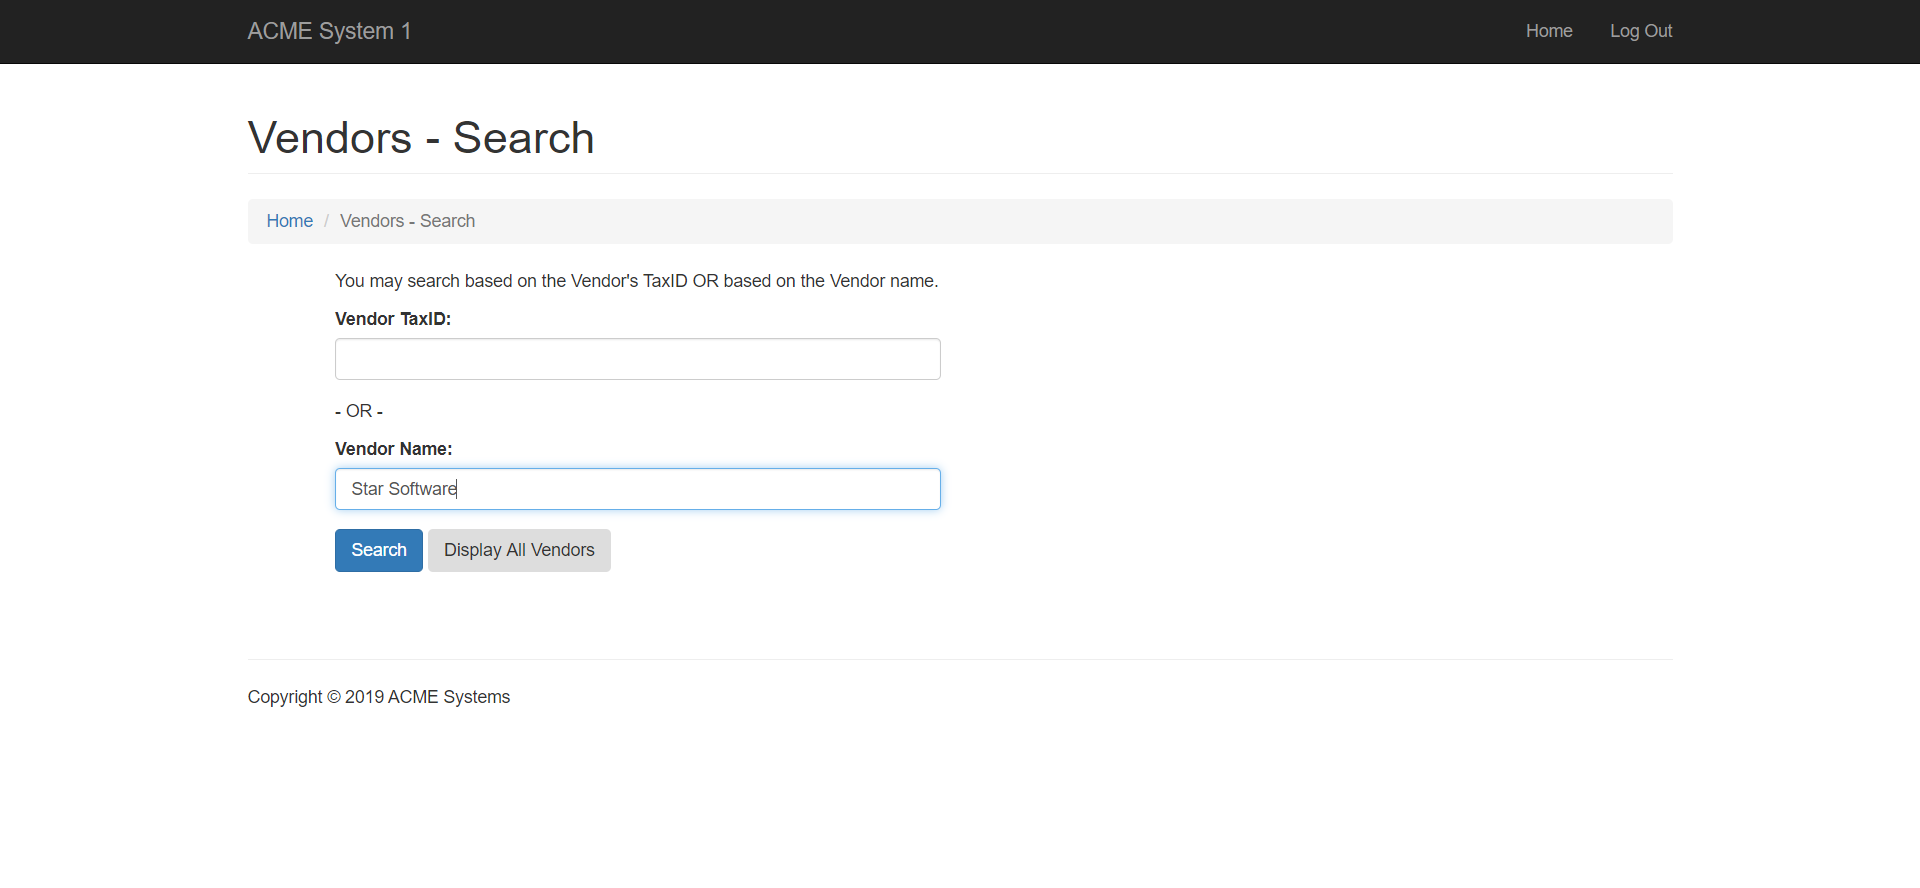 ACME System 1
Home
Log Out
Vendors - Search
Home / Vendors - Search
You may search based on the Vendor's TaxID OR based on the Vendor name.
Vendor TaxID:
- OR -
Vendor Name:
Star Software
Search
Display All Vendors
Copyright © 2019 ACME Systems